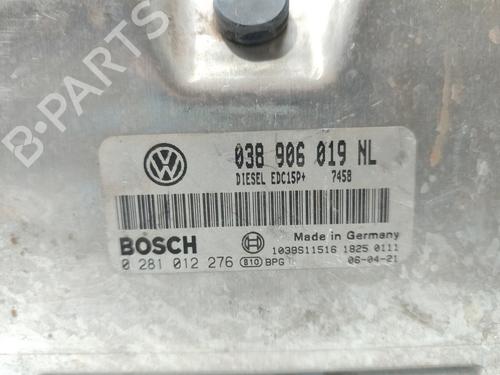 B-PARTS
038 906 019 NL
DIESEL EDC15P+ 7458
BOSCH
Made in Germany
1039S11516 1825 0111
0 281 012 276 810 BPG
06-04-21